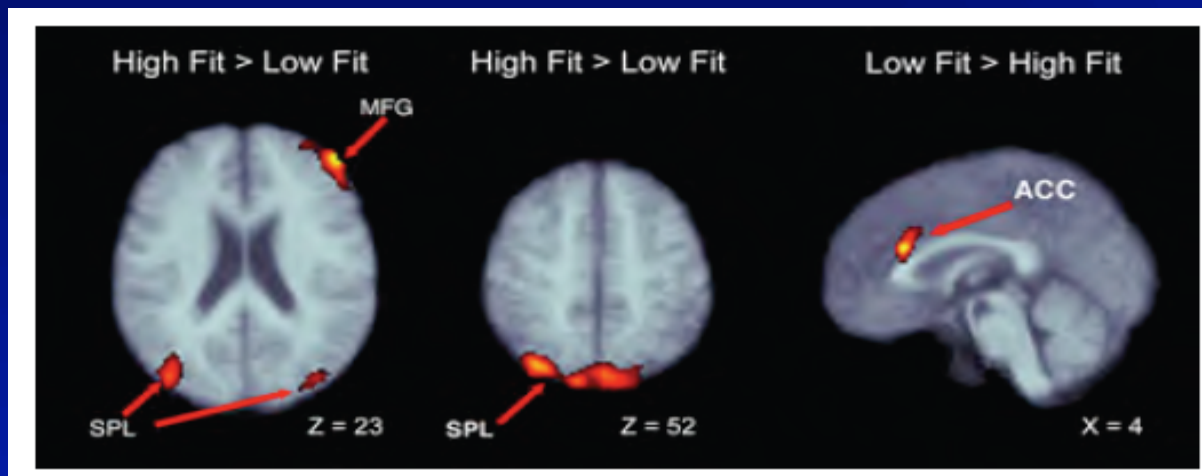 High Fit > Low Fit
High Fit > Low Fit
Low Fit > High Fit
MFG
ACC
SPL
Z = 23
SPL
Z = 52
X = 4